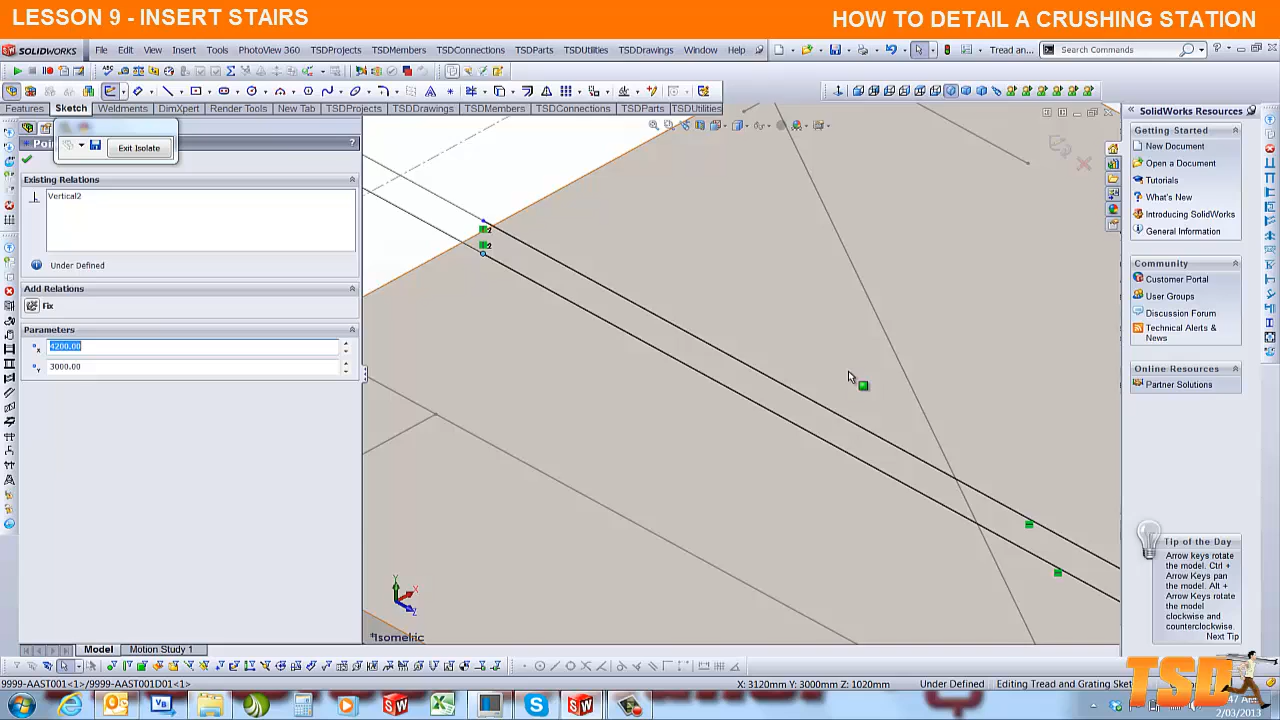 LESSON 9 - INSERT STAIRS
HOW TO DETAIL A CRUSHING STATION
SOLIDWORKS File Edit View Insert Tools PhotoView 360 TSDProjects TSDMembers TSDConnections TSDParts TSDUtilities TSDDrawings Window Help Tread an... Search Commands
Features Sketch Weldments DimXpert Render Tools New Tab TSDProjects TSDDrawings TSDMembers TSDConnections TSDParts TSDUtilities
SolidWorks Resources
Exit Isolate
Existing Relations
Vertical2
Under Defined
Add Relations
Fix
Parameters
4200.00
3000.00
2
2
Y
X
Z
*Isometric
Getting Started
New Document
Open a Document
Tutorials
What's New
Introducing SolidWorks
General Information
Community
Customer Portal
User Groups
Discussion Forum
Technical Alerts & News
Online Resources
Partner Solutions
Tip of the Day
Arrow keys rotate
the model. Ctrl +
Arrow Keys pan
the model. Alt +
Arrow Keys rotate
the model
clockwise and
counterclockwise.
Next Tip
Model Motion Study 1
9999-AAST001<1>/9999-AAST001D01<1>
X: 3120mm Y: 3000mm Z: 1020mm Under Defined Editing Tread and Grating Sket
TSD
2/03/2013